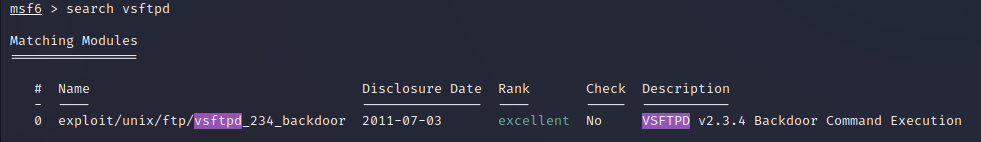 msf6 > search vsftpd
Matching Modules
================
#  Name                                  Disclosure Date  Rank       Check  Description
-  ----                                  ---------------  ----       -----  -----------
0  exploit/unix/ftp/vsftpd_234_backdoor  2011-07-03       excellent  No     VSFTPD v2.3.4 Backdoor Command Execution